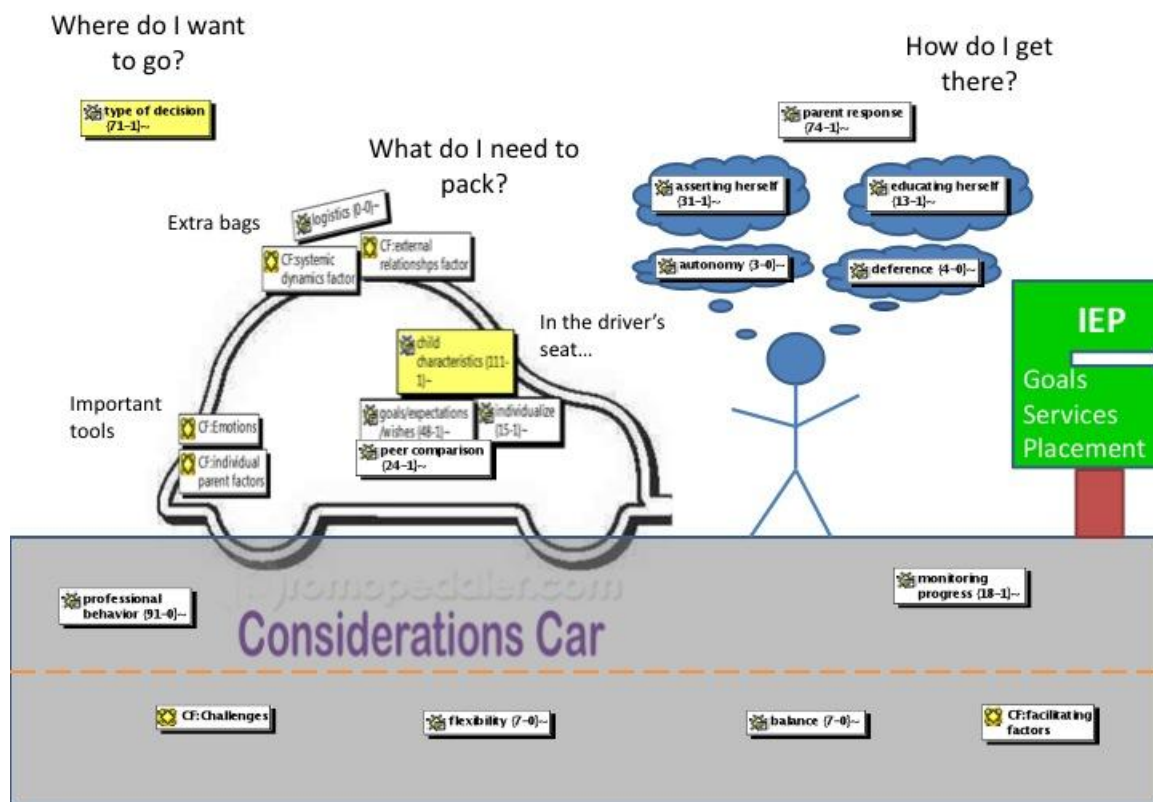 Where do I want
to go?
type of decision
{71-1}~
How do I get
there?
parent response
{74-1}~
What do I need to
pack?
asserting herself
{31-1}~
educating herself
{13-1}~
autonomy {3-0}~
deference {4-0}~
Extra bags
logistics {0-0}~
CF:systemic
dynamics factor
CF:external
relationshps factor
In the driver's
seat...
child
characteristics {111-
1}~
goals/expectations
/wishes {48-1}~
individualize
{15-1}~
peer comparison
{24-1}~
Important
tools
CF:Emotions
CF:individual
parent factors
IEP
Goals
Services
Placement
professional
behavior {91-0}~
monitoring
progress {18-1}~
Considerations Car
CF:Challenges
flexibility {7-0}~
balance {7-0}~
CF:facilitating
factors